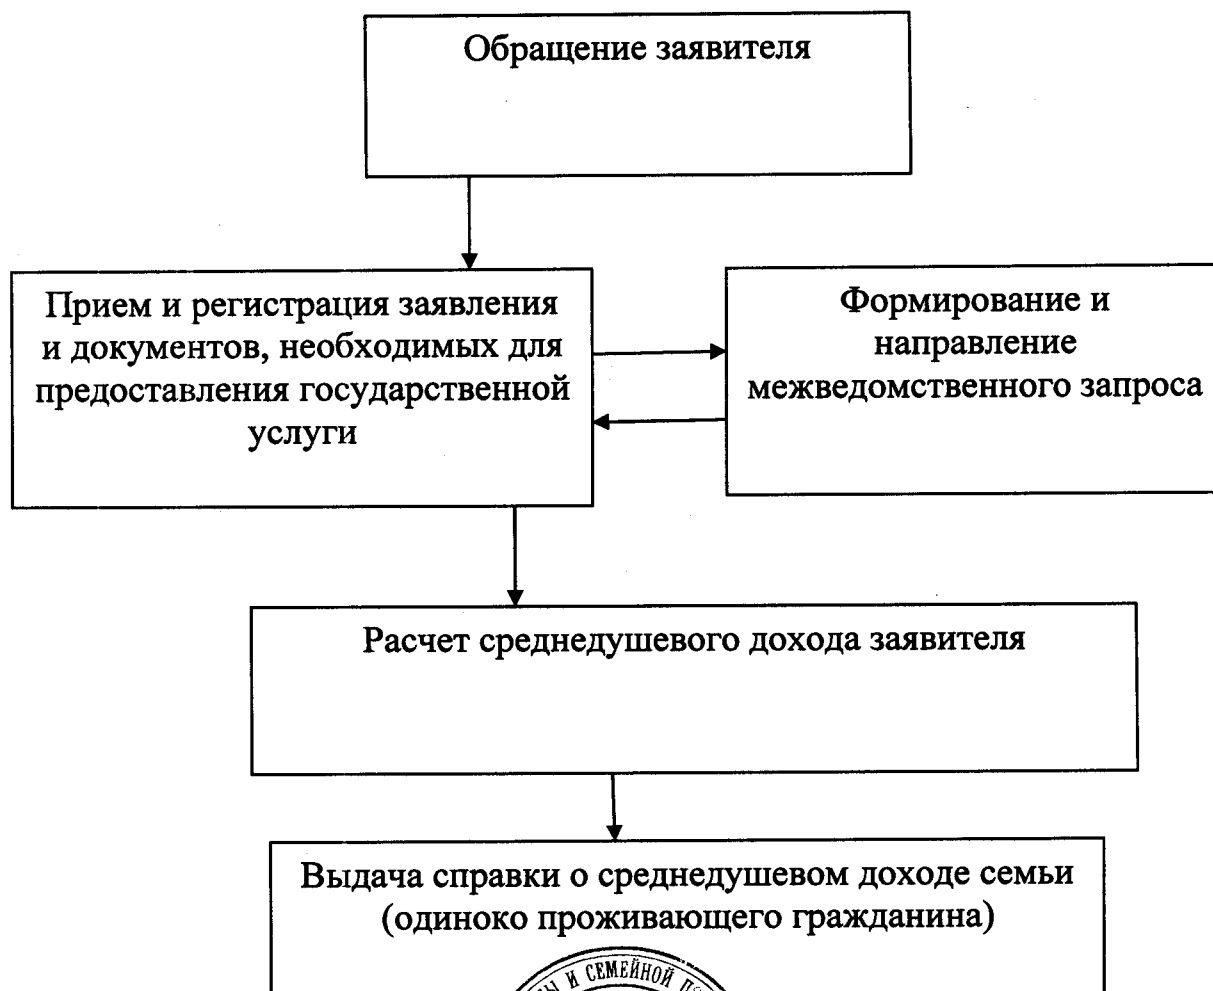 Обращение заявителя
Прием и регистрация заявления
и документов, необходимых для
предоставления государственной
услуги
Формирование и
направление
межведомственного запроса
Расчет среднедушевого дохода заявителя
Выдача справки о среднедушевом доходе семьи
(одиноко проживающего гражданина)
И СЕМЕЙНОЙ